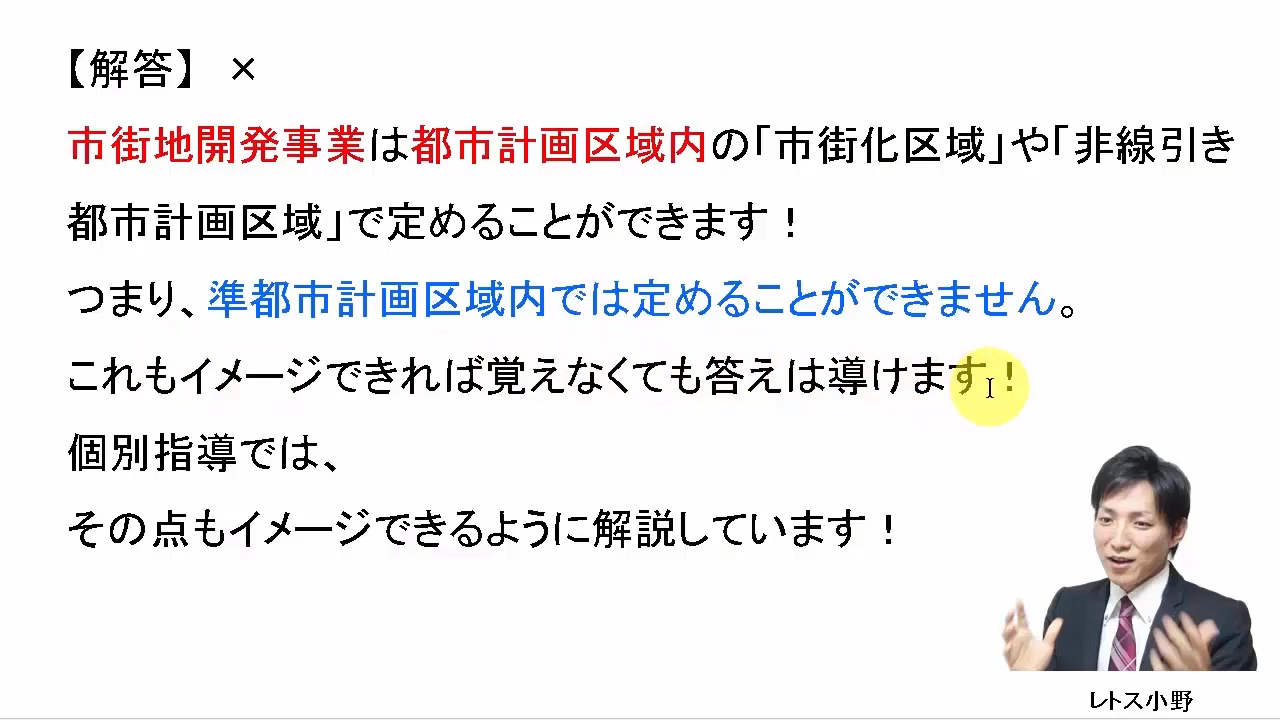 【解答】 ×
市街地開発事業は都市計画区域内の「市街化区域」や「非線引き
都市計画区域」で定めることができます！
つまり、準都市計画区域内では定めることができません。
これもイメージできれば覚えなくても答えは導けます！
個別指導では、
その点もイメージできるように解説しています！
レトス小野